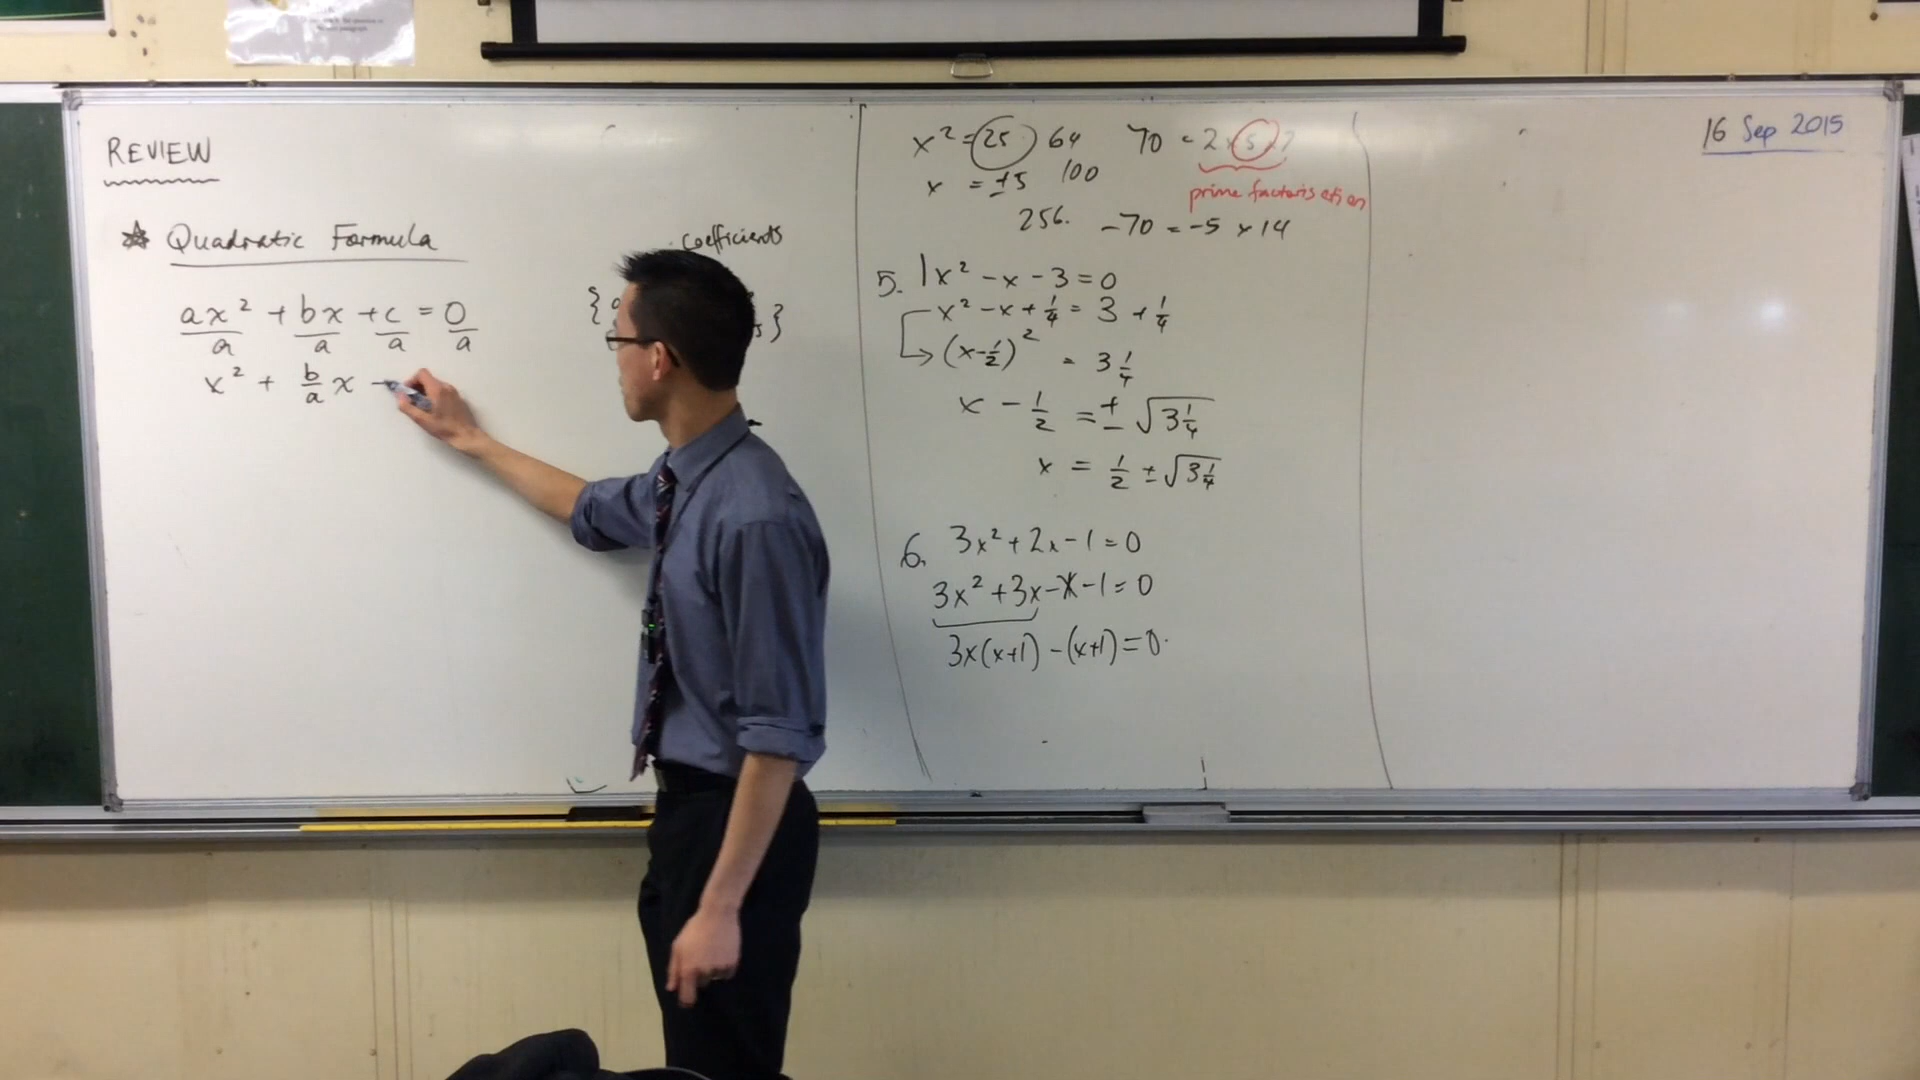 REVIEW
Quadratic Formula
ax²/a + bx/a + c/a = 0/a
x² + b/a x
coefficients
x² = 25 64
x = ±5 100
256.
70 = 2 × 5 × 7
prime factorisation
-70 = -5 × 14
5. 1x² - x - 3 = 0
x² - x + 1/4 = 3 + 1/4
(x - 1/2)² = 3 1/4
x - 1/2 = ± √3 1/4
x = 1/2 ± √3 1/4
6. 3x² + 2x - 1 = 0
3x² + 3x - x - 1 = 0
3x(x+1) - (x+1) = 0.
16 Sep 2015